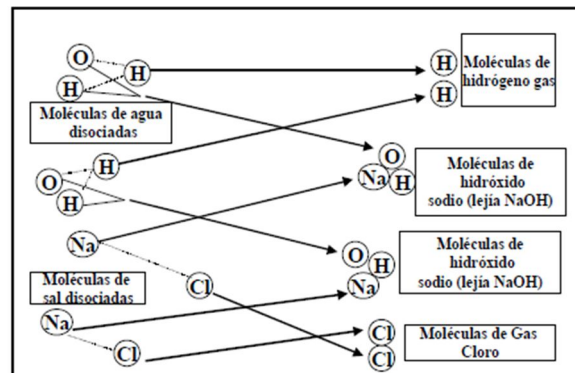 O
H
H
Moléculas de agua
disociadas
H
O
H
Na
Moléculas de
sal disociadas
Cl
Na
Cl
H
H
Moléculas de
hidrógeno gas
O
Na
H
Moléculas de
hidróxido
sodio (lejía NaOH)
O
H
Na
Moléculas de
hidróxido
sodio (lejía NaOH)
Cl
Cl
Moléculas de Gas
Cloro